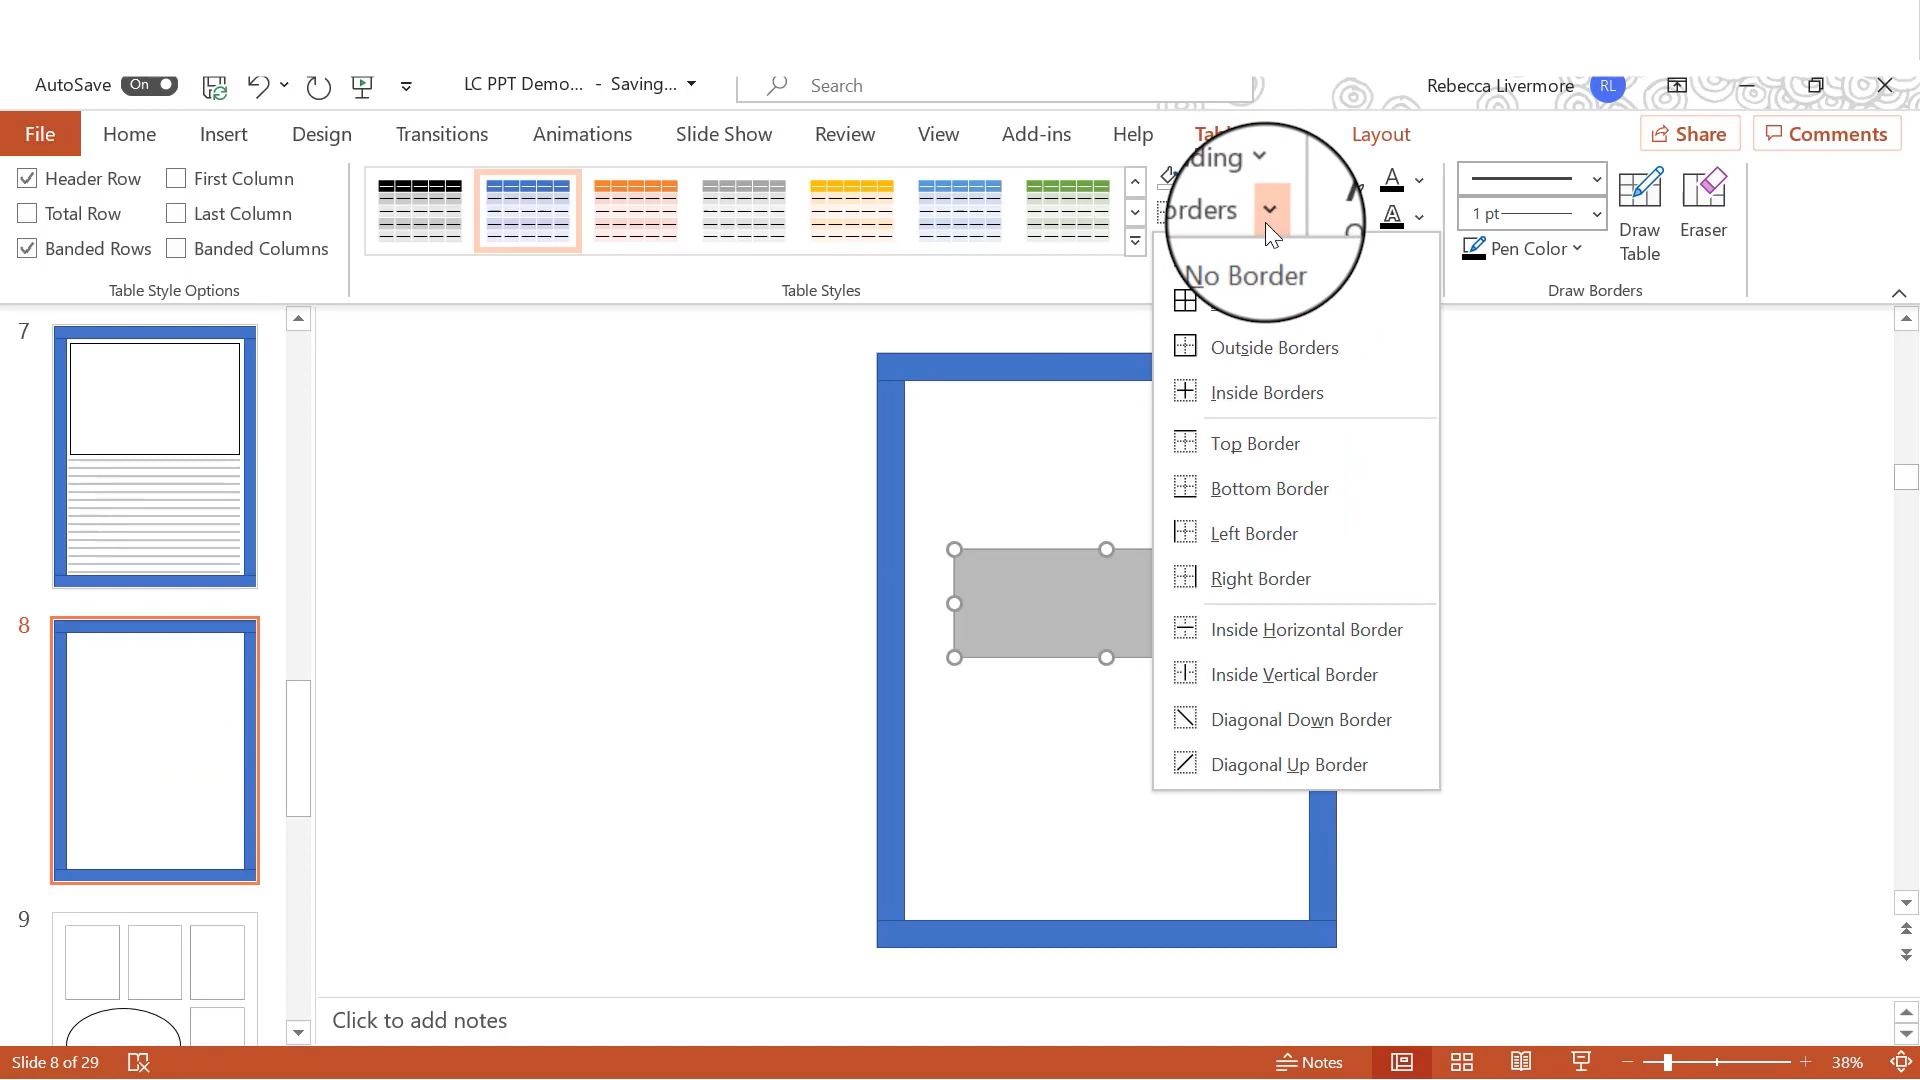 AutoSave On LC PPT Demo... - Saving... Search Rebecca Livermore RL
File Home Insert Design Transitions Animations Slide Show Review View Add-ins Help Layout Share Comments
Header Row First Column
Total Row Last Column
Banded Rows Banded Columns
Table Style Options
Table Styles
ding
orders
No Border
A
A
1 pt
Pen Color
Draw Table
Eraser
Draw Borders
Outside Borders
Inside Borders
Top Border
Bottom Border
Left Border
Right Border
Inside Horizontal Border
Inside Vertical Border
Diagonal Down Border
Diagonal Up Border
7
8
9
Click to add notes
Slide 8 of 29 Notes 38%